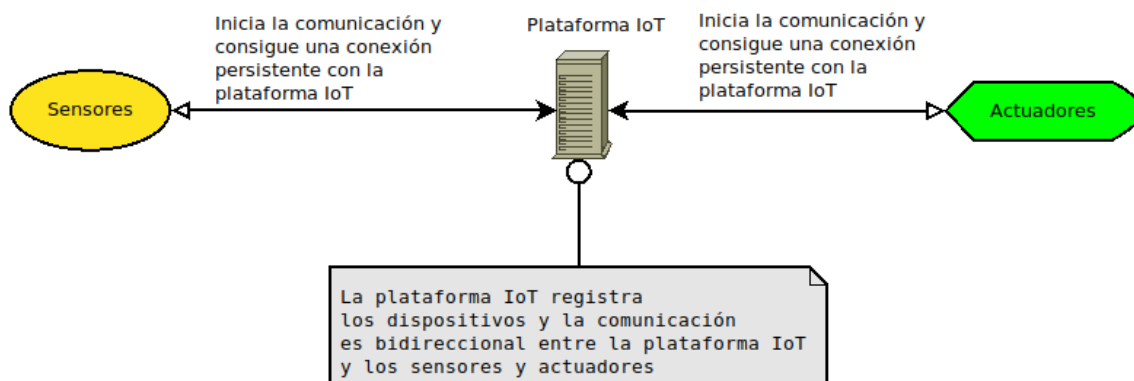 Inicia la comunicación y
consigue una conexión
persistente con la
plataforma IoT
Plataforma IoT
Inicia la comunicación y
consigue una conexión
persistente con la
plataforma IoT
Sensores
Actuadores
La plataforma IoT registra
los dispositivos y la comunicación
es bidireccional entre la plataforma IoT
y los sensores y actuadores